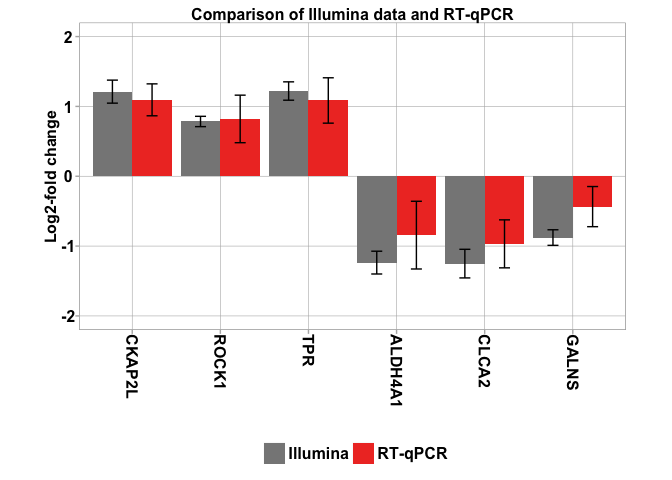 Comparison of Illumina data and RT-qPCR
Log2-fold change
2
1
0
-1
-2
CKAP2L
ROCK1
TPR
ALDH4A1
CLCA2
GALNS
Illumina
RT-qPCR